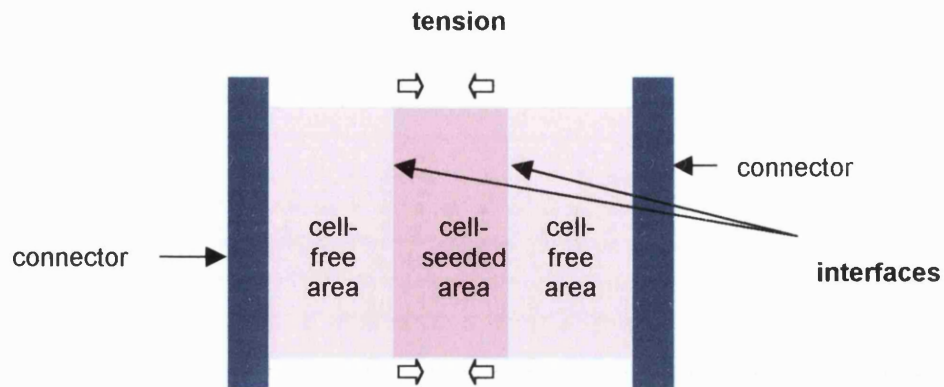 tension
connector
cell-
free
area
cell-
seeded
area
cell-
free
area
connector
interfaces